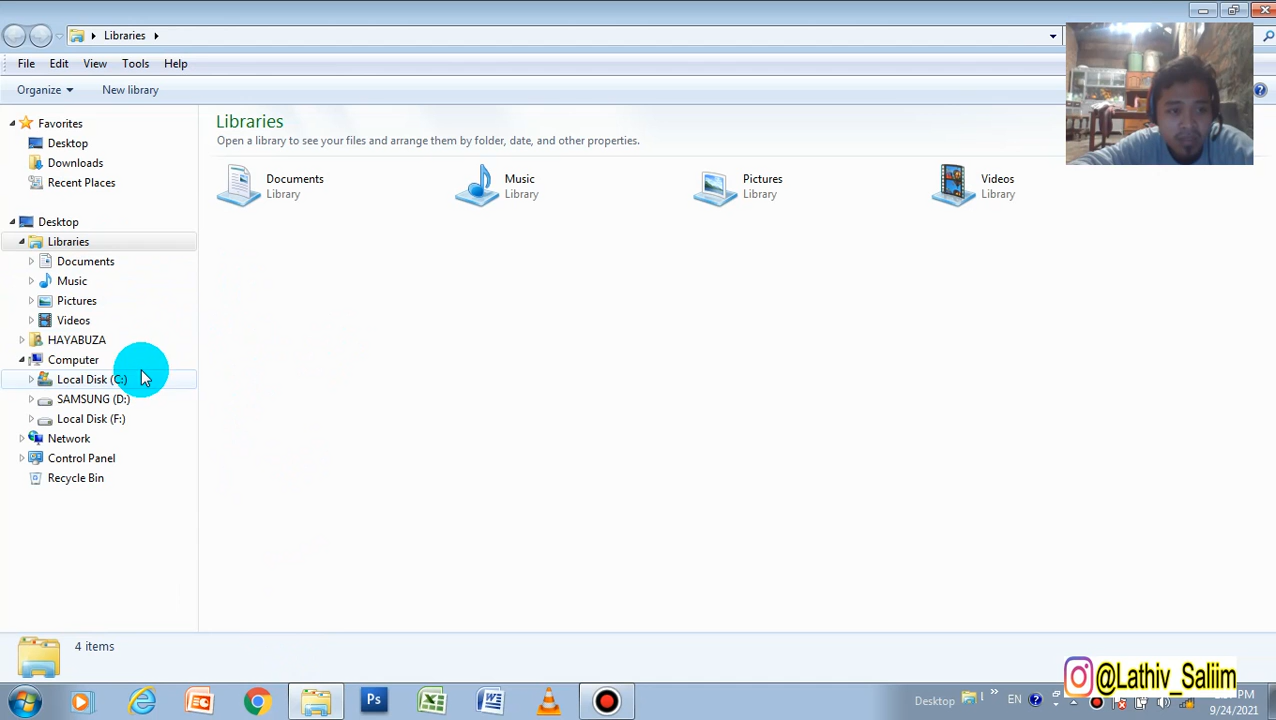 Libraries
File Edit View Tools Help
Organize New library
Favorites
Desktop
Downloads
Recent Places
Desktop
Libraries
Documents
Music
Pictures
Videos
HAYABUZA
Computer
Local Disk (C:)
SAMSUNG (D:)
Local Disk (F:)
Network
Control Panel
Recycle Bin
Libraries
Open a library to see your files and arrange them by folder, date, and other properties.
Documents
Library
Music
Library
Pictures
Library
Videos
Library
4 items
@Lathiv_Saliim
Desktop EN PM
9/24/2021
Ps